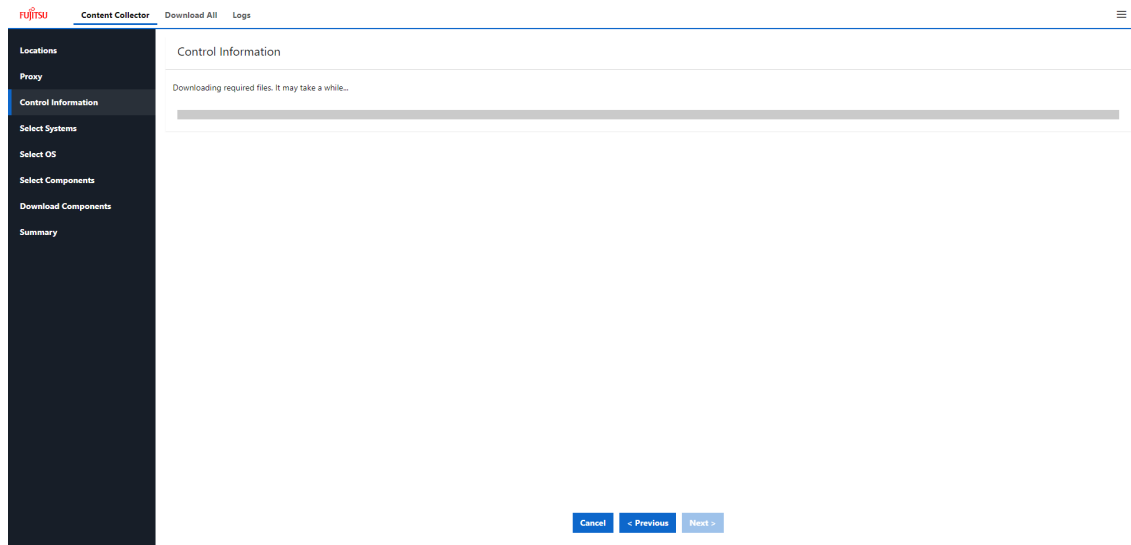 FUJITSU Content Collector Download All Logs
Locations
Proxy
Control Information
Select Systems
Select OS
Select Components
Download Components
Summary
Control Information
Downloading required files. It may take a while...
Cancel < Previous Next >